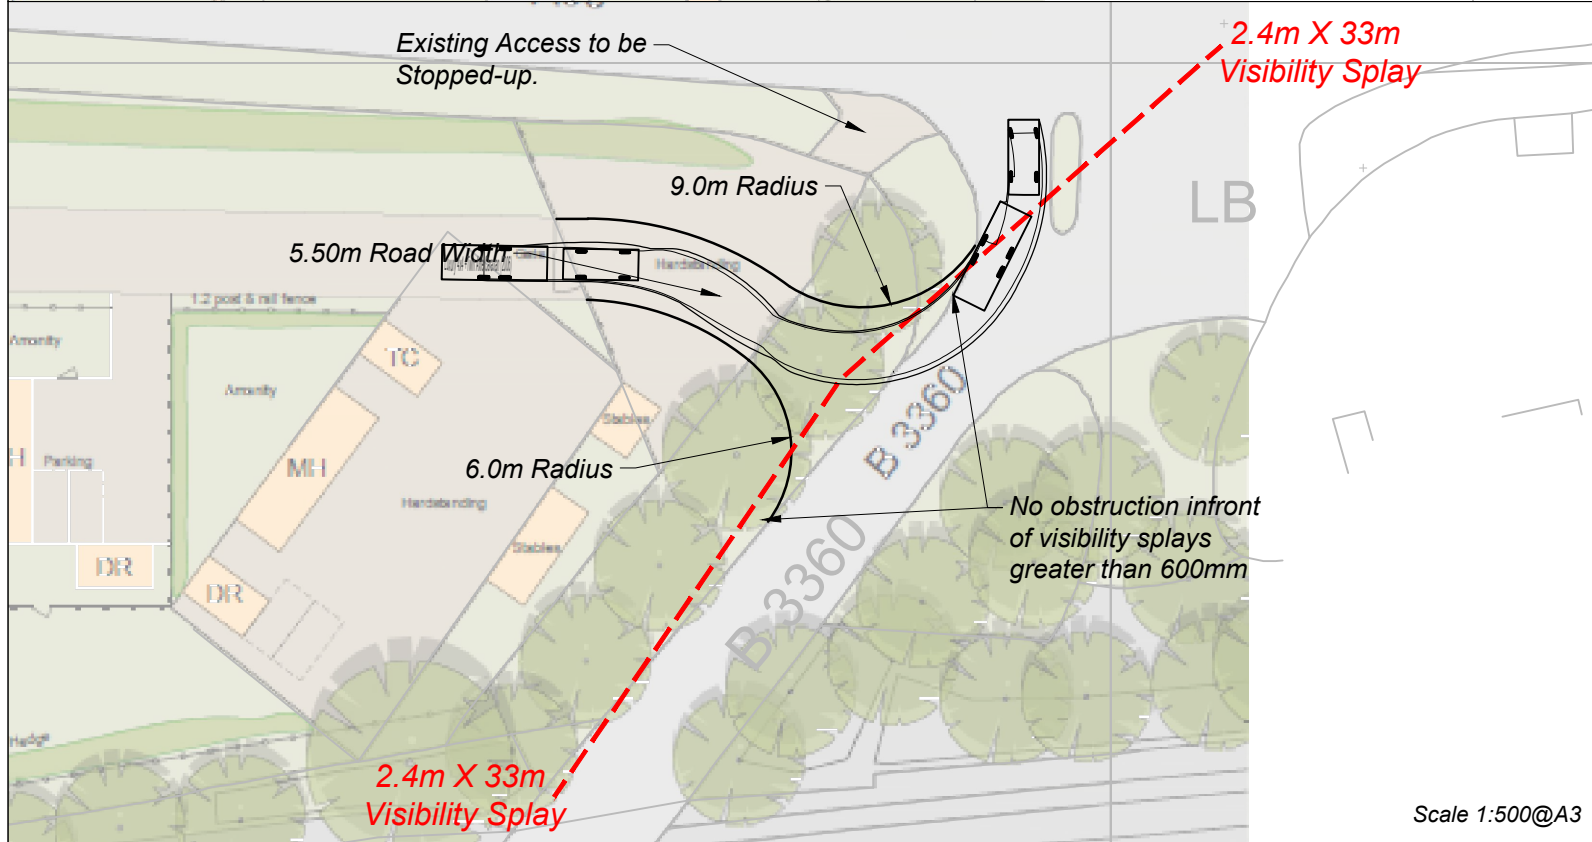 Existing Access to be
Stopped-up.
2.4m X 33m
Visibility Splay
9.0m Radius
LB
5.50m Road Width
Hardstanding
1.2 post & rail fence
Amenity
TC
Amenity
Stables
B 3360
H
Parking
MH
6.0m Radius
Hardstanding
No obstruction infront
of visibility splays
greater than 600mm
Stables
DR
DR
B 3360
Hedge
2.4m X 33m
Visibility Splay
Scale 1:500@A3